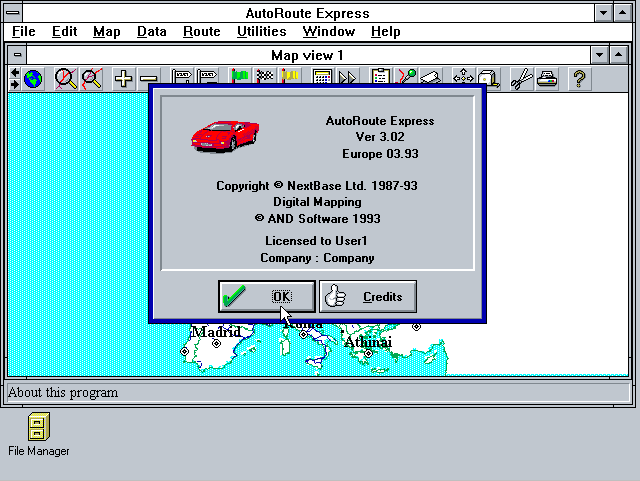 AutoRoute Express
File Edit Map Data Route Utilities Window Help
Map view 1
AutoRoute Express
Ver 3.02
Europe 03.93
Copyright © NextBase Ltd. 1987-93
Digital Mapping
© AND Software 1993
Licensed to User1
Company : Company
OK
Credits
Madrid
Roma
Athinai
About this program
File Manager